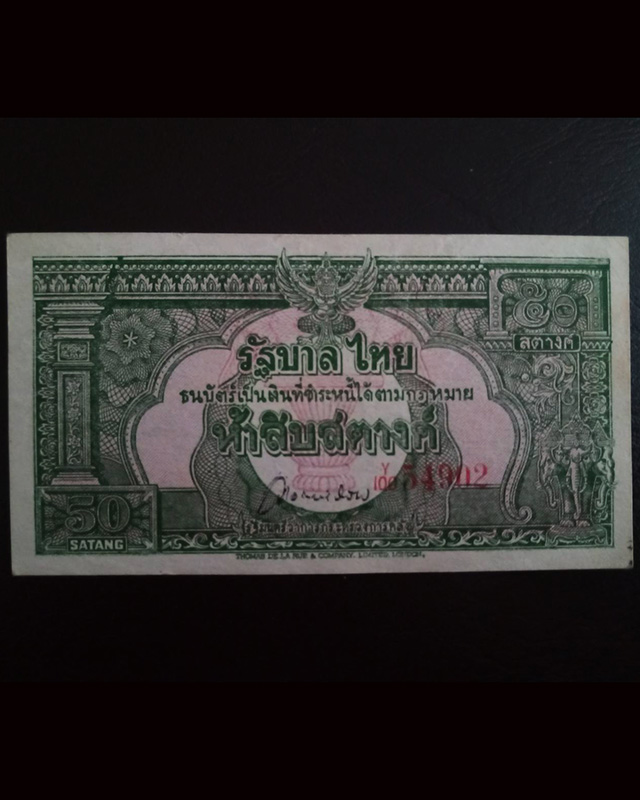 ๕๐
สตางค์
รัฐบาล ไทย
ธนบัตร์เป็นเงินที่ชำระหนี้ได้ตามกฎหมาย
ห้าสิบสตางค์
Y/100 54902
50
SATANG
THOMAS DE LA RUE & COMPANY, LIMITED, LONDON.